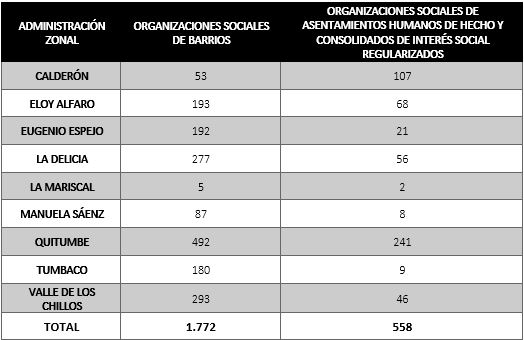 ADMINISTRACIÓN ZONAL | ORGANIZACIONES SOCIALES DE BARRIOS | ORGANIZACIONES SOCIALES DE ASENTAMIENTOS HUMANOS DE HECHO Y CONSOLIDADOS DE INTERÉS SOCIAL REGULARIZADOS
CALDERÓN 53 107
ELOY ALFARO 193 68
EUGENIO ESPEJO 192 21
LA DELICIA 277 56
LA MARISCAL 5 2
MANUELA SÁENZ 87 8
QUITUMBE 492 241
TUMBACO 180 9
VALLE DE LOS CHILLOS 293 46
TOTAL 1.772 558